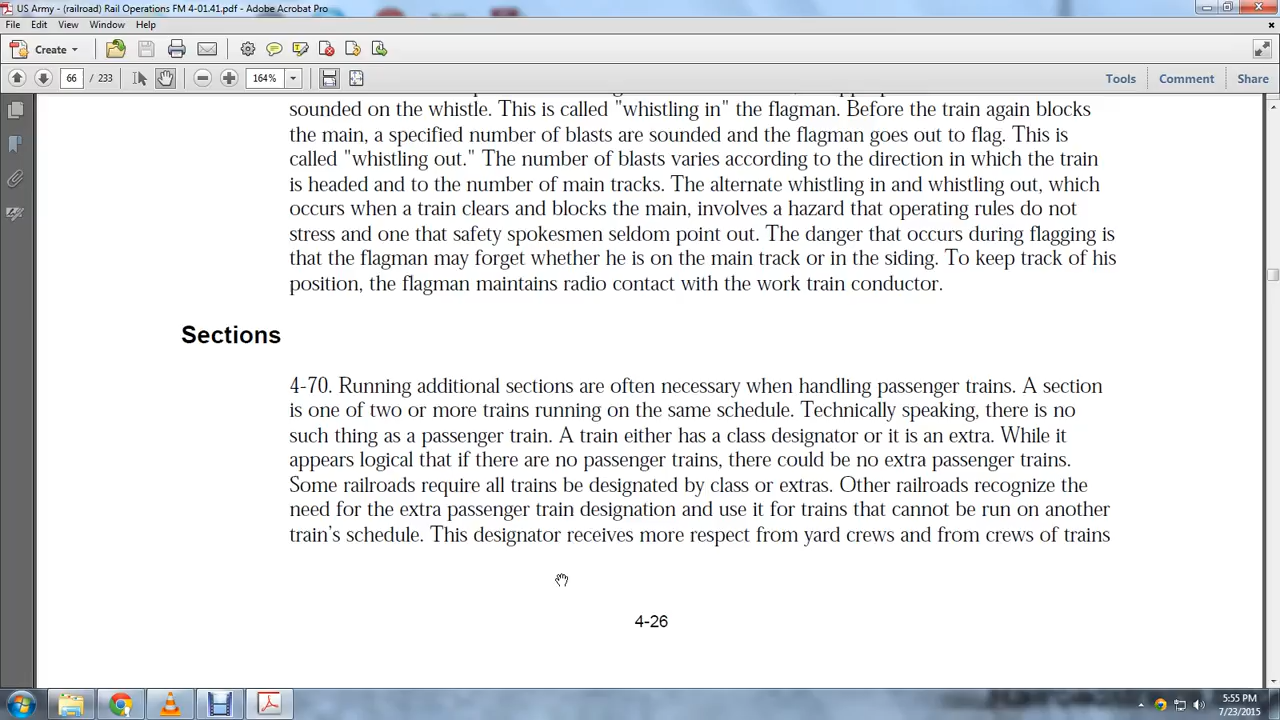 US Army - (railroad) Rail Operations FM 4-01.41.pdf - Adobe Acrobat Pro
File Edit View Window Help
Create
66 / 233
164%
Tools Comment Share
sounded on the whistle. This is called "whistling in" the flagman. Before the train again blocks
the main, a specified number of blasts are sounded and the flagman goes out to flag. This is
called "whistling out." The number of blasts varies according to the direction in which the train
is headed and to the number of main tracks. The alternate whistling in and whistling out, which
occurs when a train clears and blocks the main, involves a hazard that operating rules do not
stress and one that safety spokesmen seldom point out. The danger that occurs during flagging is
that the flagman may forget whether he is on the main track or in the siding. To keep track of his
position, the flagman maintains radio contact with the work train conductor.
Sections
4-70. Running additional sections are often necessary when handling passenger trains. A section
is one of two or more trains running on the same schedule. Technically speaking, there is no
such thing as a passenger train. A train either has a class designator or it is an extra. While it
appears logical that if there are no passenger trains, there could be no extra passenger trains.
Some railroads require all trains be designated by class or extras. Other railroads recognize the
need for the extra passenger train designation and use it for trains that cannot be run on another
train's schedule. This designator receives more respect from yard crews and from crews of trains
4-26
5:55 PM
7/23/2015